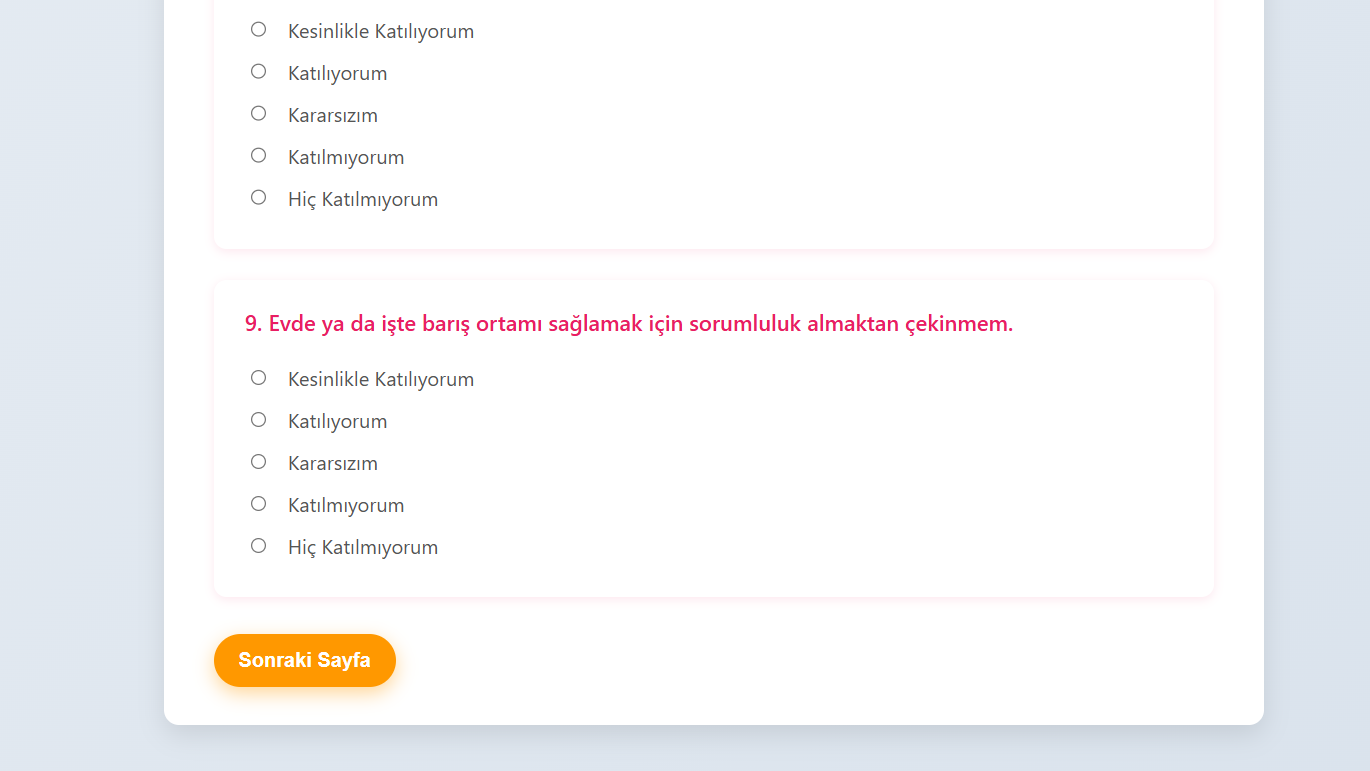 Kesinlikle Katılıyorum
Katılıyorum
Kararsızım
Katılmıyorum
Hiç Katılmıyorum
9. Evde ya da işte barış ortamı sağlamak için sorumluluk almaktan çekinmem.
Kesinlikle Katılıyorum
Katılıyorum
Kararsızım
Katılmıyorum
Hiç Katılmıyorum
Sonraki Sayfa